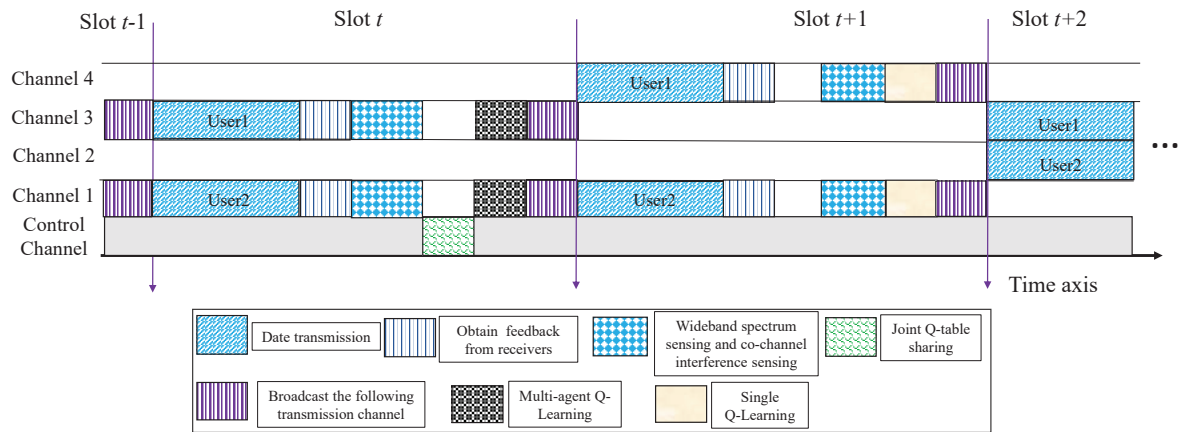 Slot t-1
Slot t
Slot t+1
Slot t+2
Channel 4
User1
Channel 3
User1
User1
Channel 2
User2
...
Channel 1
User2
User2
Control
Channel
Time axis
Date transmission
Obtain feedback
from receivers
Wideband spectrum
sensing and co-channel
interference sensing
Joint Q-table
sharing
Broadcast the following
transmission channel
Multi-agent Q-
Learning
Single
Q-Learning